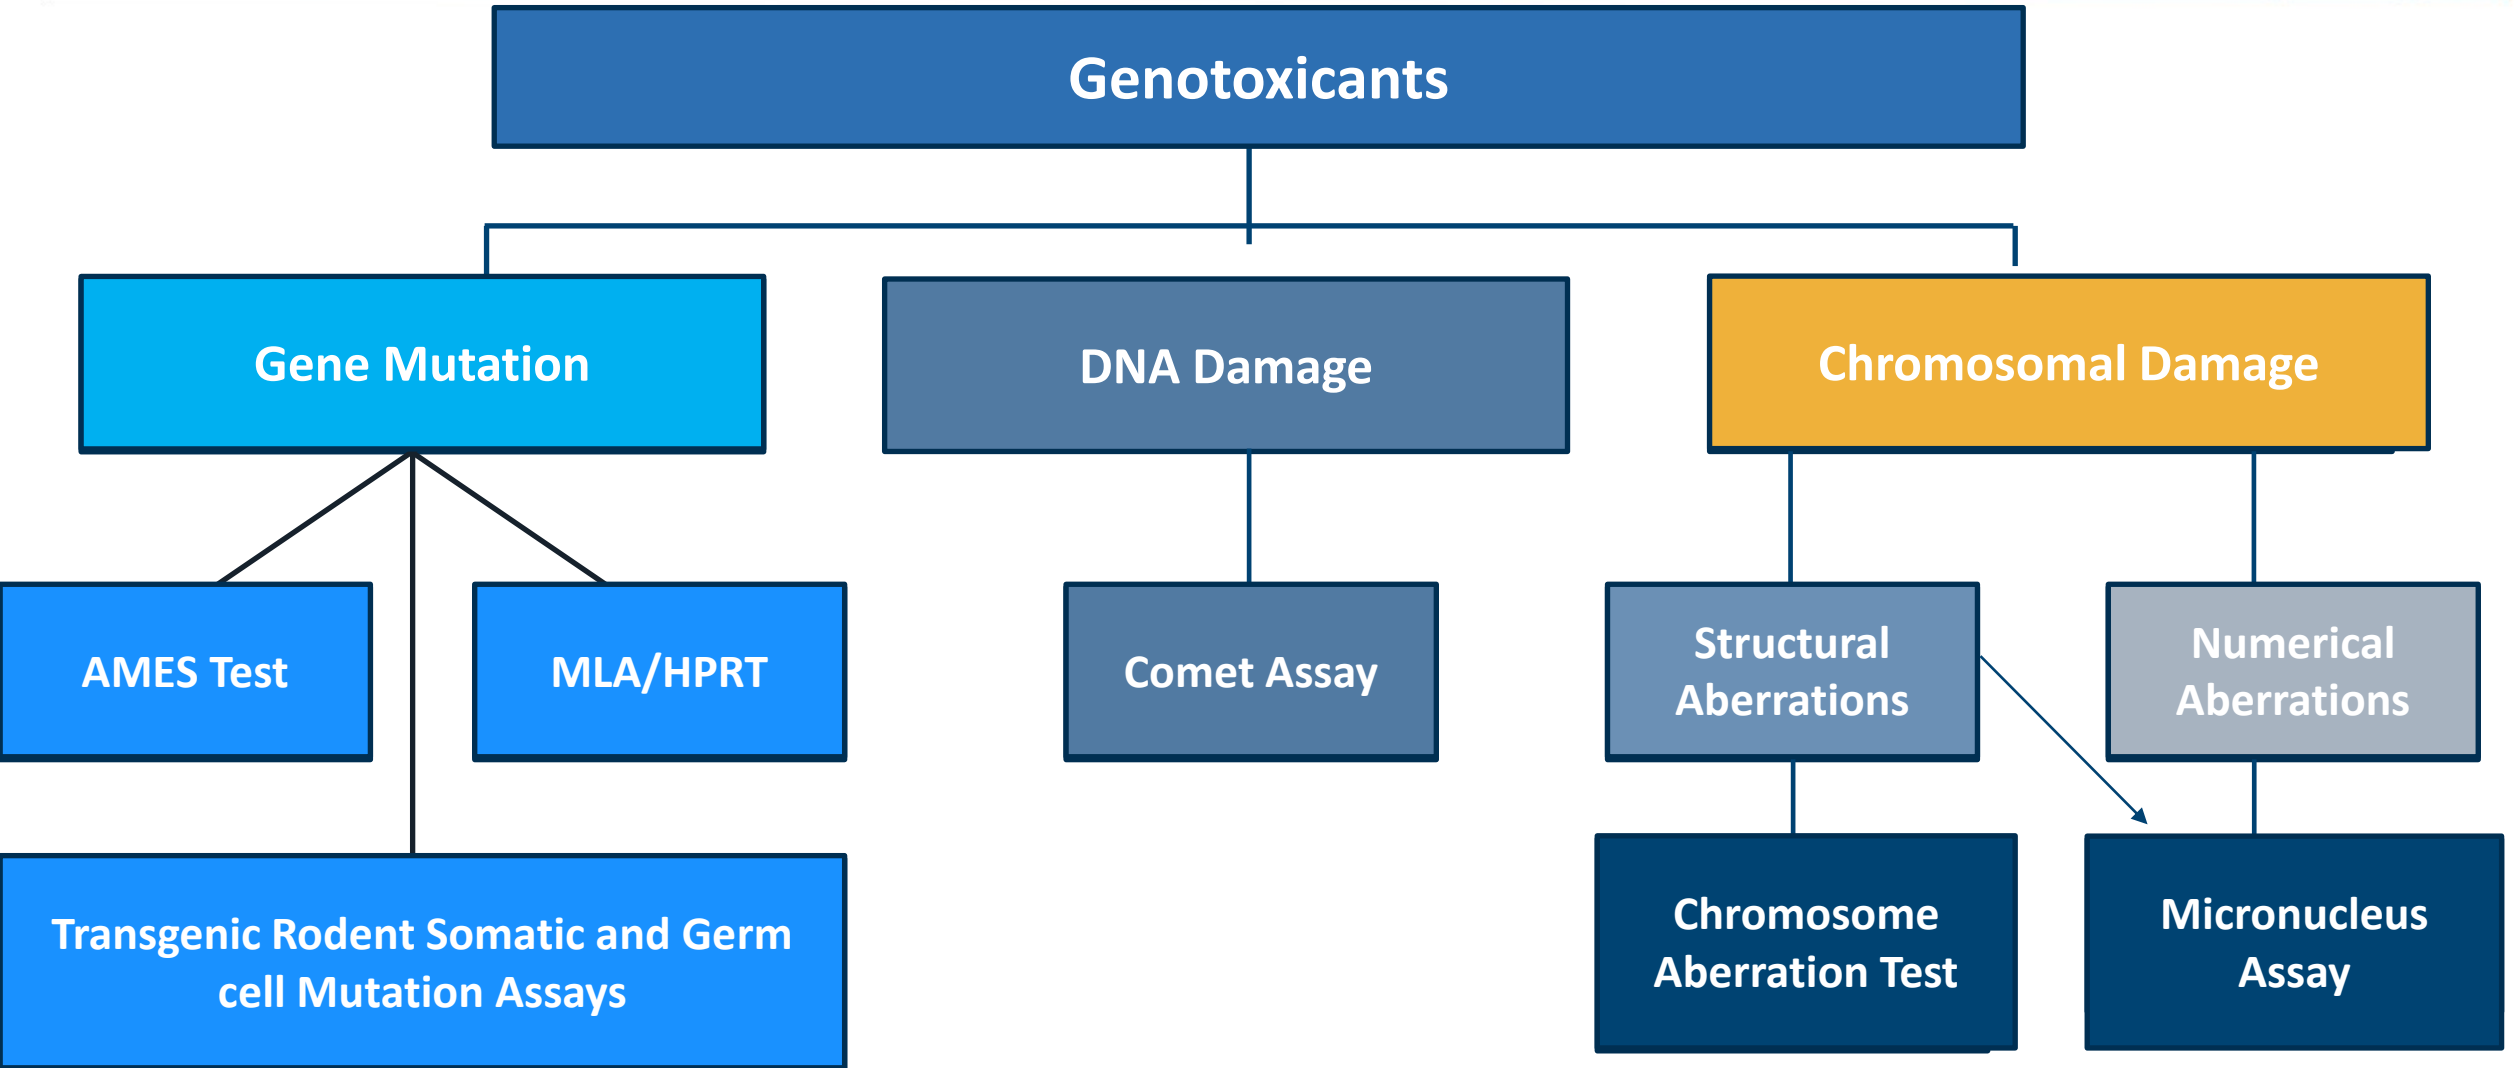 Genotoxicants
Gene Mutation
DNA Damage
Chromosomal Damage
AMES Test
MLA/HPRT
Comet Assay
Structural
Aberrations
Numerical
Aberrations
Transgenic Rodent Somatic and Germ
cell Mutation Assays
Chromosome
Aberration Test
Micronucleus
Assay